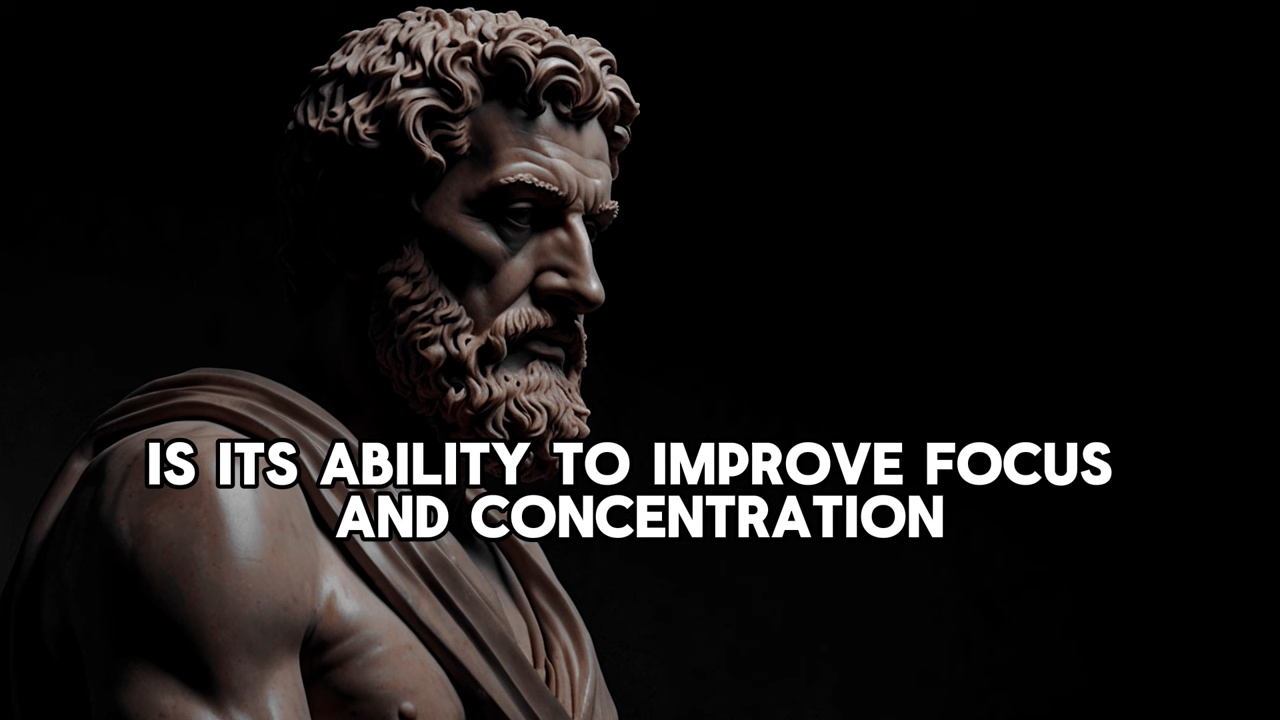 IS ITS ABILITY TO IMPROVE FOCUS
AND CONCENTRATION